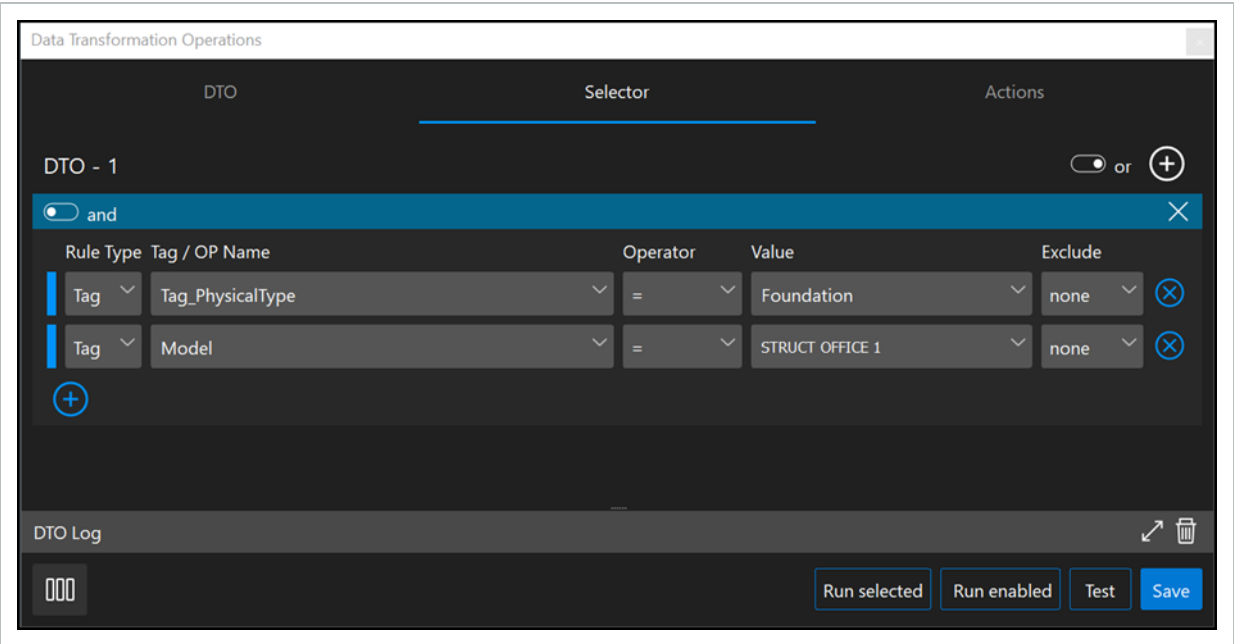 Data Transformation Operations
DTO Selector Actions
DTO - 1 or
and
Rule Type Tag / OP Name Operator Value Exclude
Tag Tag_PhysicalType = Foundation none
Tag Model = STRUCT OFFICE 1 none
DTO Log
Run selected Run enabled Test Save